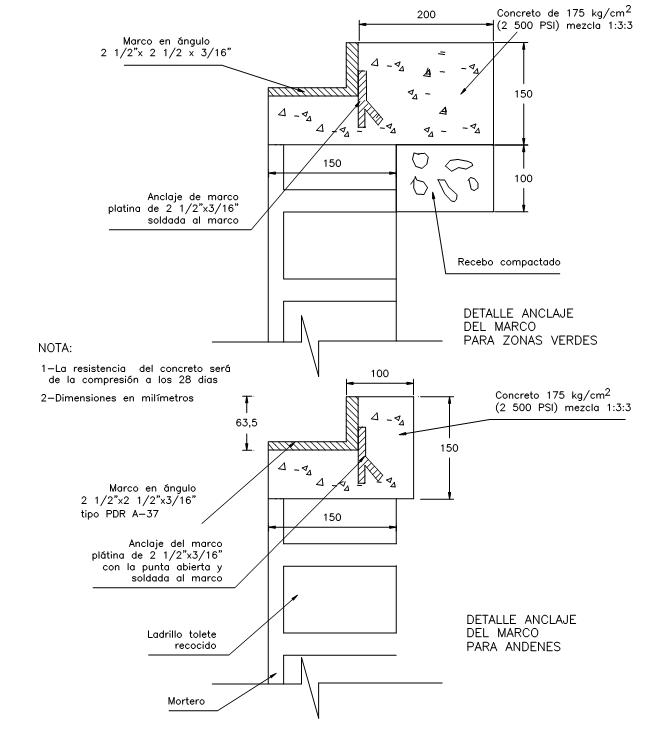 200
Concreto de 175 kg/cm2
(2 500 PSI) mezcla 1:3:3
Marco en ángulo
2 1/2"x 2 1/2 x 3/16"
150
150
100
Anclaje de marco
platina de 2 1/2"x3/16"
soldada al marco
Recebo compactado
DETALLE ANCLAJE
DEL MARCO
PARA ZONAS VERDES
NOTA:
1-La resistencia del concreto será
de la compresión a los 28 dias
2-Dimensiones en milímetros
100
63,5
Concreto 175 kg/cm2
(2 500 PSI) mezcla 1:3:3
150
Marco en ángulo
2 1/2"x2 1/2"x3/16"
tipo PDR A-37
150
Anclaje del marco
plátina de 2 1/2"x3/16"
con la punta abierta y
soldada al marco
Ladrillo tolete
recocido
DETALLE ANCLAJE
DEL MARCO
PARA ANDENES
Mortero